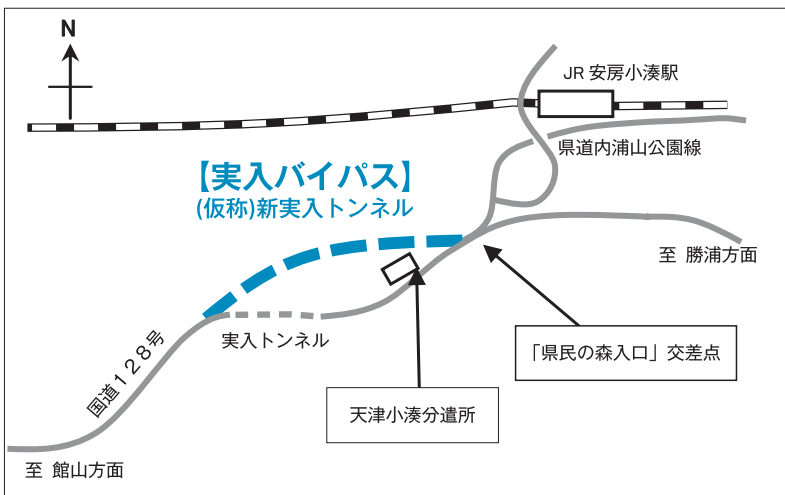 N
JR 安房小湊駅
県道内浦山公園線
【実入バイパス】
(仮称)新実入トンネル
至 勝浦方面
実入トンネル
「県民の森入口」交差点
国道128号
天津小湊分遣所
至 館山方面